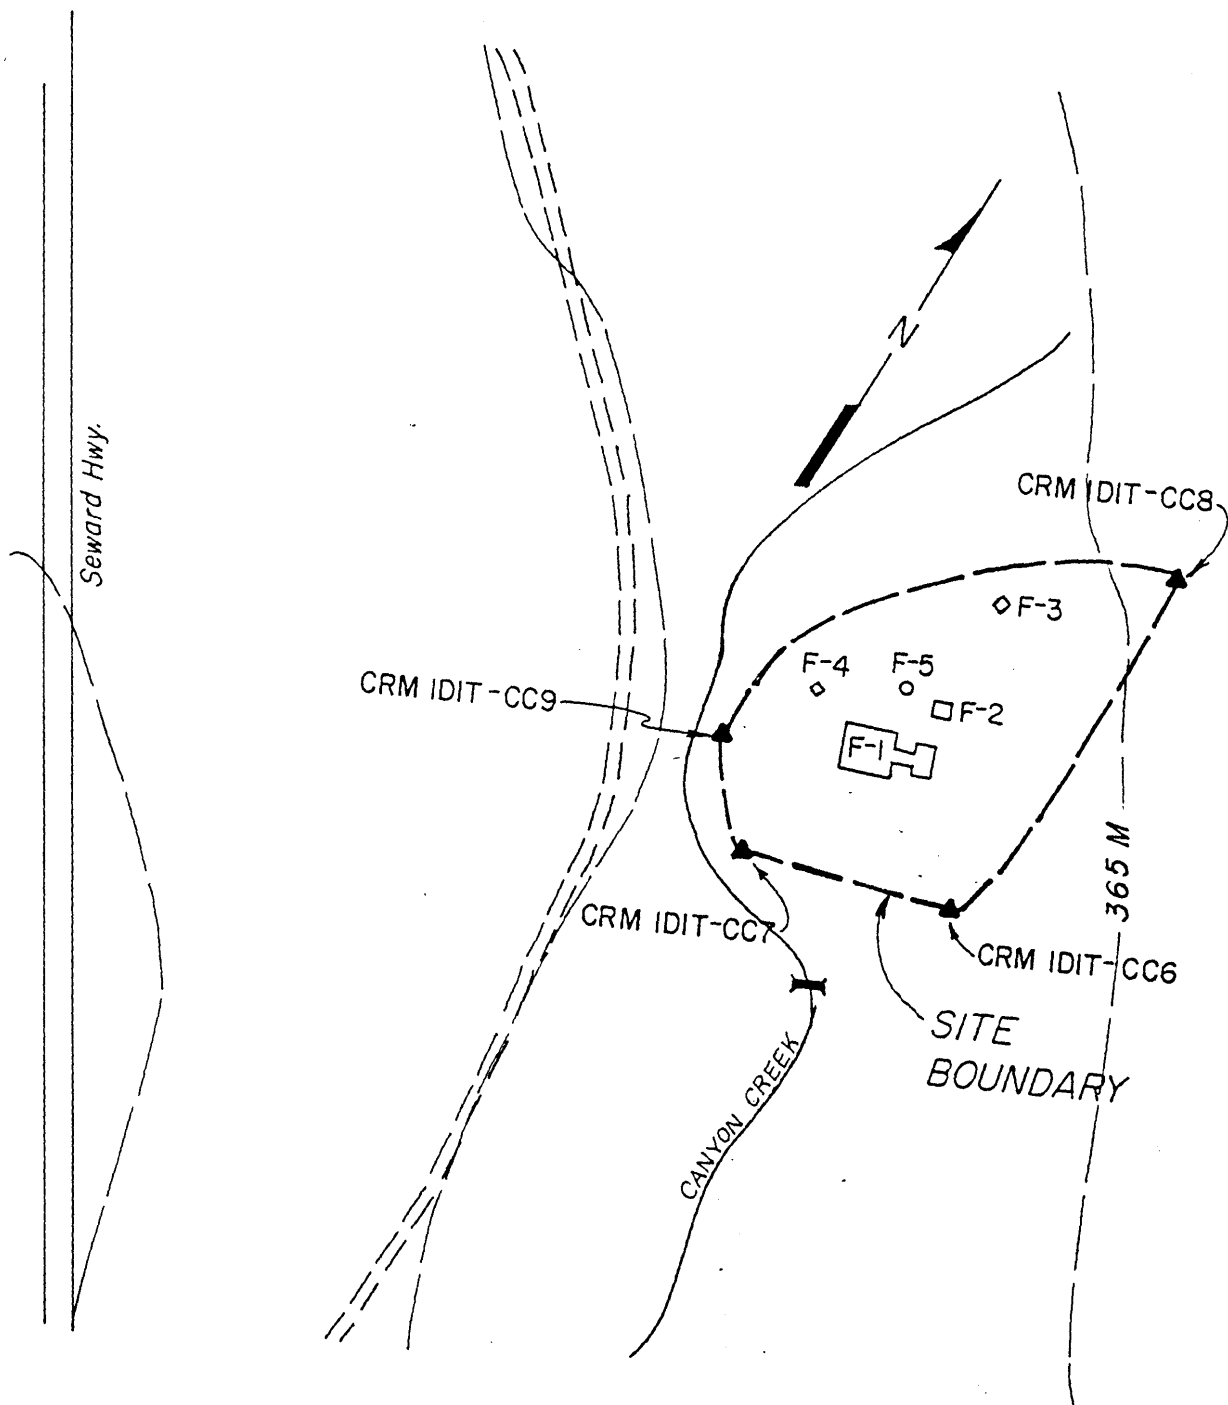 N
Seward Hwy.
CRM IDIT-CC8
F-3
F-4
F-5
F-2
CRM IDIT-CC9
F-1
365 M
CRM IDIT-CC7
CRM IDIT-CC6
SITE
BOUNDARY
CANYON CREEK